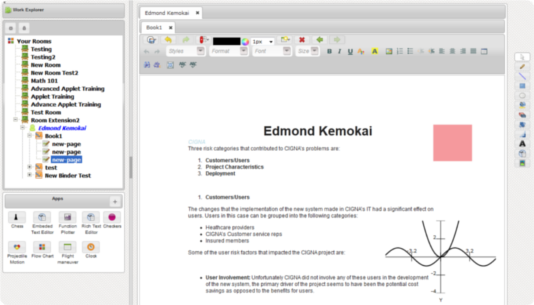 Work Explorer
Your Rooms
Testing
Testing2
New Room
New Room Test2
Math 101
Advanced Applet Training
Applet Training
Advance Applet Training
Test Room
Room Extension2
Edmond Kemokai
Book1
new-page
new-page
new-page
test
New Binder Test
Apps
Chess
Embedded Text Editor
Function Plotter
Rich Text Editor
Checkers
Projectile Motion
Flow Chart
Flight maneuver
Clock
Edmond Kemokai
Book1
1px
Styles
Format
Font
Size
Edmond Kemokai
CIGNA
Three risk categories that contributed to CIGNA's problems are:
1. Customers/Users
2. Project Characteristics
3. Deployment
1. Customers/Users
The changes that the implementation of the new system made in CIGNA's IT had a significant effect on
users. Users in this case can be grouped into the following categories:
• Healthcare providers
• CIGNA's Customer service reps
• Insured members
Some of the user risk factors that impacted the CIGNA project are:
• User Involvement: Unfortunately CIGNA did not involve any of these users in the development
of the new system, the primary driver of the project seems to have been the potential cost
savings as opposed to the benefits for users.
2
-3.2
3.2
-2
-4
Y